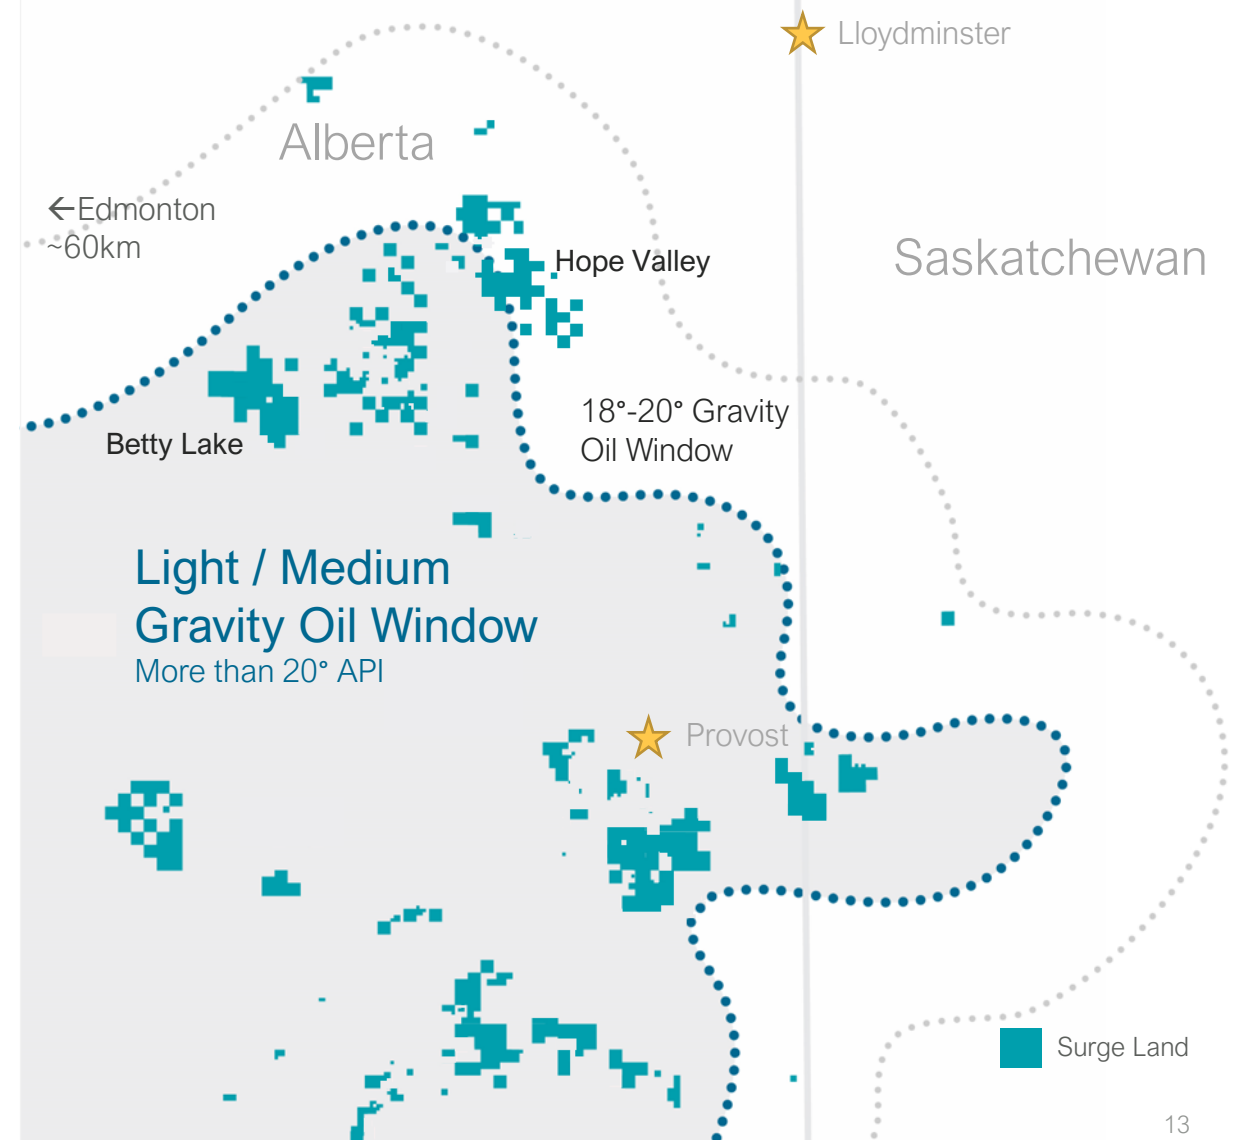 Lloydminster
Alberta
←Edmonton
~60km
Hope Valley
Saskatchewan
18°-20° Gravity
Oil Window
Betty Lake
Light / Medium
Gravity Oil Window
More than 20° API
Provost
Surge Land
13